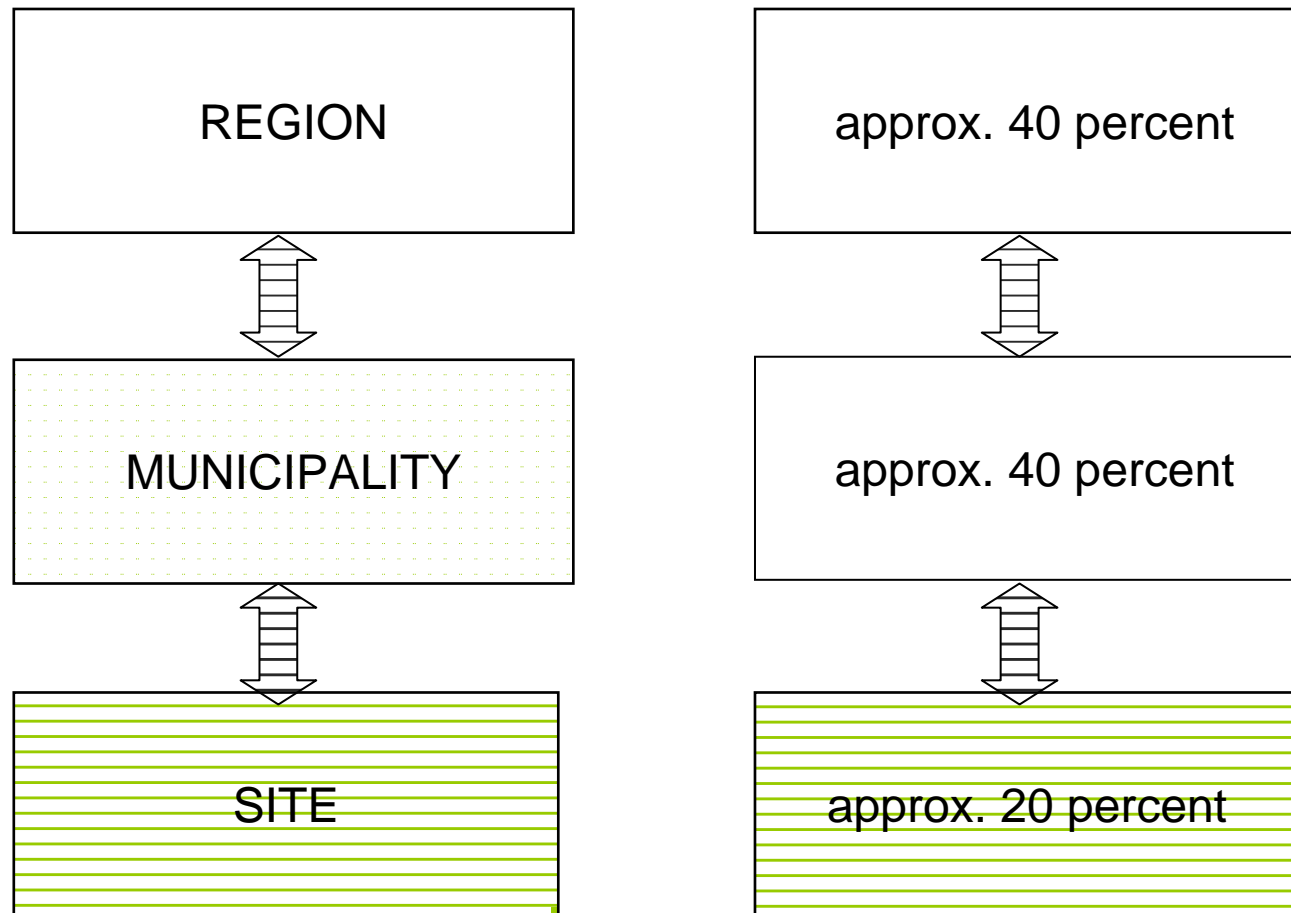 REGION
approx. 40 percent
MUNICIPALITY
approx. 40 percent
SITE
approx. 20 percent